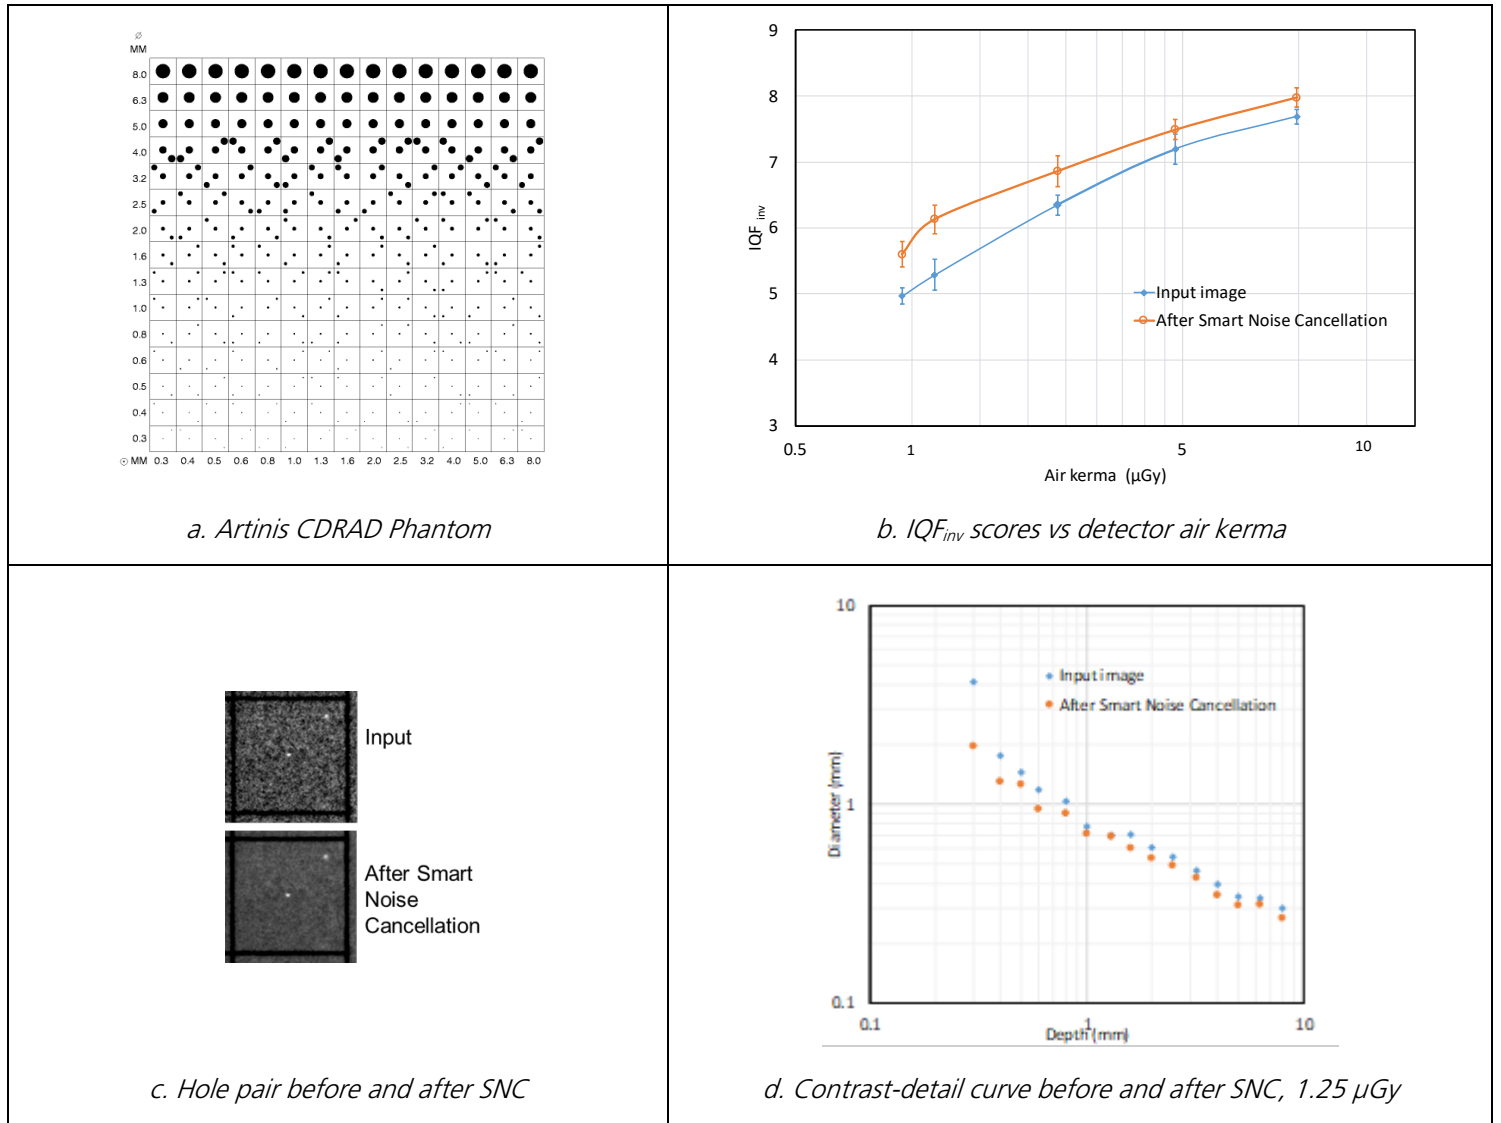 ∅
MM
8.0
6.3
5.0
4.0
3.2
2.5
2.0
1.6
1.3
1.0
0.8
0.6
0.5
0.4
0.3
⊙ MM 0.3 0.4 0.5 0.6 0.8 1.0 1.3 1.6 2.0 2.5 3.2 4.0 5.0 6.3 8.0
a. Artinis CDRAD Phantom
9
8
7
6
5
4
3
IQF inv
Input image
After Smart Noise Cancellation
0.5 1 5 10
Air kerma (µGy)
b. IQFinv scores vs detector air kerma
Input
After Smart
Noise
Cancellation
c. Hole pair before and after SNC
10
1
0.1
Diameter (mm)
Input image
After Smart Noise Cancellation
0.1 1 10
Depth (mm)
d. Contrast-detail curve before and after SNC, 1.25 µGy